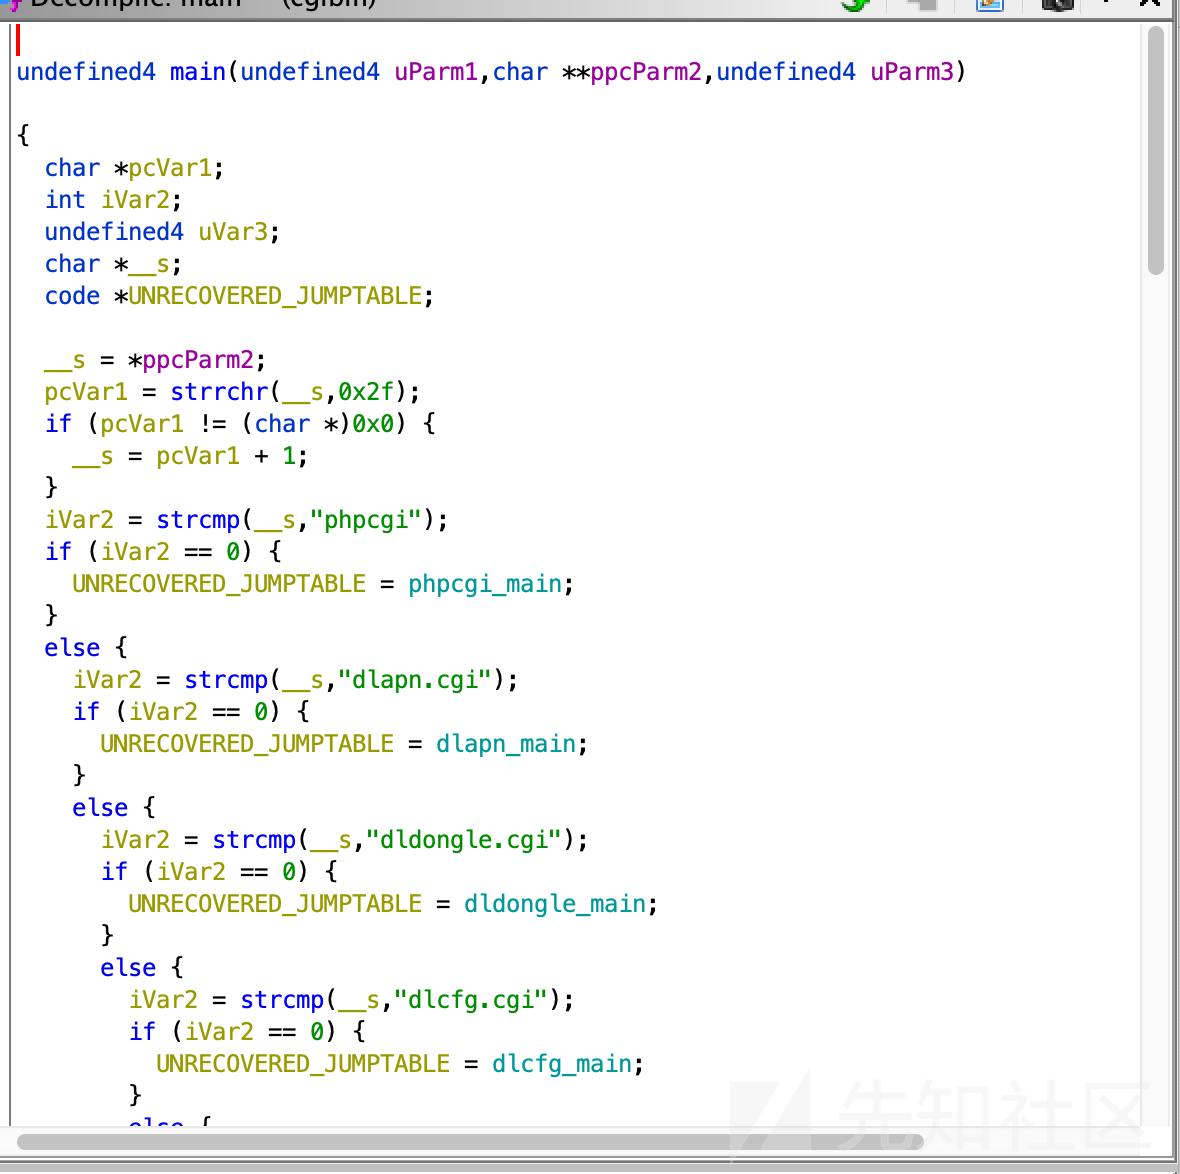 Decompile: main - (cgibin)
undefined4 main(undefined4 uParm1,char **ppcParm2,undefined4 uParm3)
{
  char *pcVar1;
  int iVar2;
  undefined4 uVar3;
  char *__s;
  code *UNRECOVERED_JUMPTABLE;
  __s = *ppcParm2;
  pcVar1 = strrchr(__s,0x2f);
  if (pcVar1 != (char *)0x0) {
    __s = pcVar1 + 1;
  }
  iVar2 = strcmp(__s,"phpcgi");
  if (iVar2 == 0) {
    UNRECOVERED_JUMPTABLE = phpcgi_main;
  }
  else {
    iVar2 = strcmp(__s,"dlapn.cgi");
    if (iVar2 == 0) {
      UNRECOVERED_JUMPTABLE = dlapn_main;
    }
    else {
      iVar2 = strcmp(__s,"dldongle.cgi");
      if (iVar2 == 0) {
        UNRECOVERED_JUMPTABLE = dldongle_main;
      }
      else {
        iVar2 = strcmp(__s,"dlcfg.cgi");
        if (iVar2 == 0) {
          UNRECOVERED_JUMPTABLE = dlcfg_main;
        }
        else {
先知社区